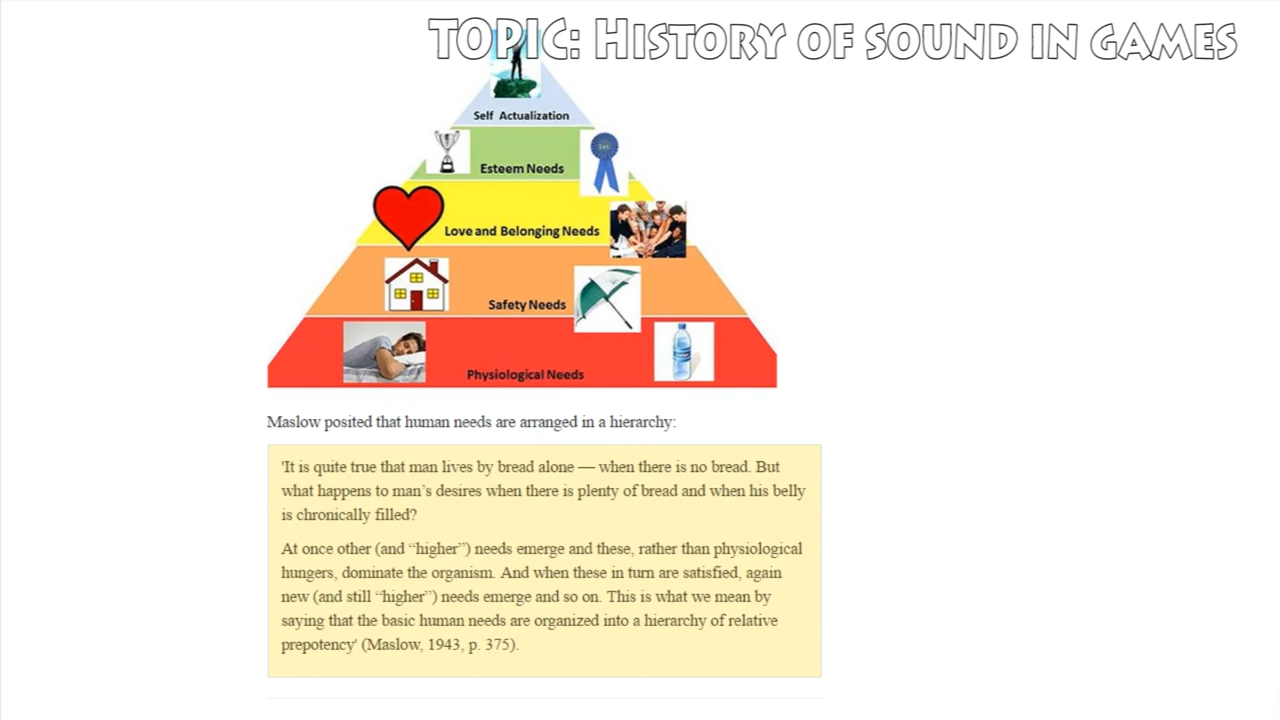 TOPIC: HISTORY OF SOUND IN GAMES
Self Actualization
Esteem Needs
Love and Belonging Needs
Safety Needs
Physiological Needs
Maslow posited that human needs are arranged in a hierarchy:
'It is quite true that man lives by bread alone — when there is no bread. But
what happens to man’s desires when there is plenty of bread and when his belly
is chronically filled?
At once other (and “higher”) needs emerge and these, rather than physiological
hungers, dominate the organism. And when these in turn are satisfied, again
new (and still “higher”) needs emerge and so on. This is what we mean by
saying that the basic human needs are organized into a hierarchy of relative
prepotency' (Maslow, 1943, p. 375).